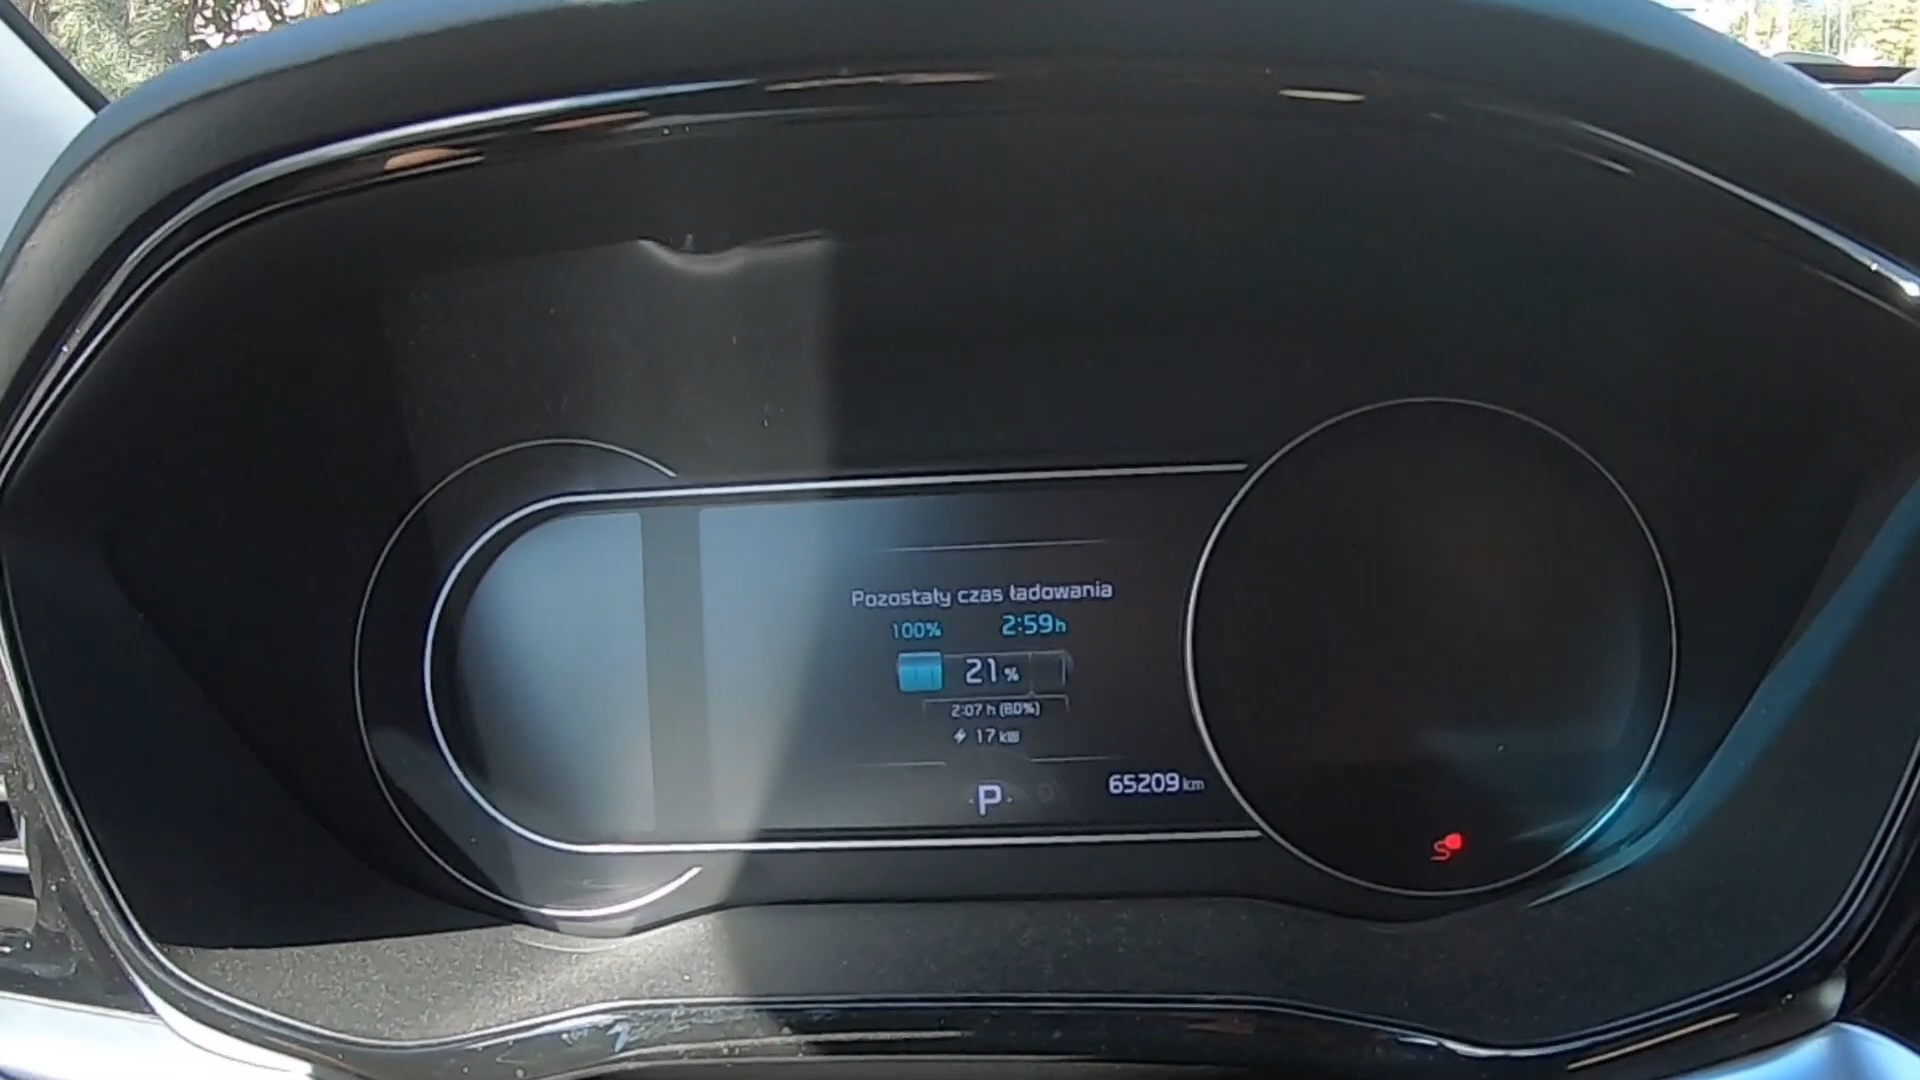 Pozostały czas ładowania
100% 2:59h
21%
2:07 h (80%)
17 kW
P
65209 km